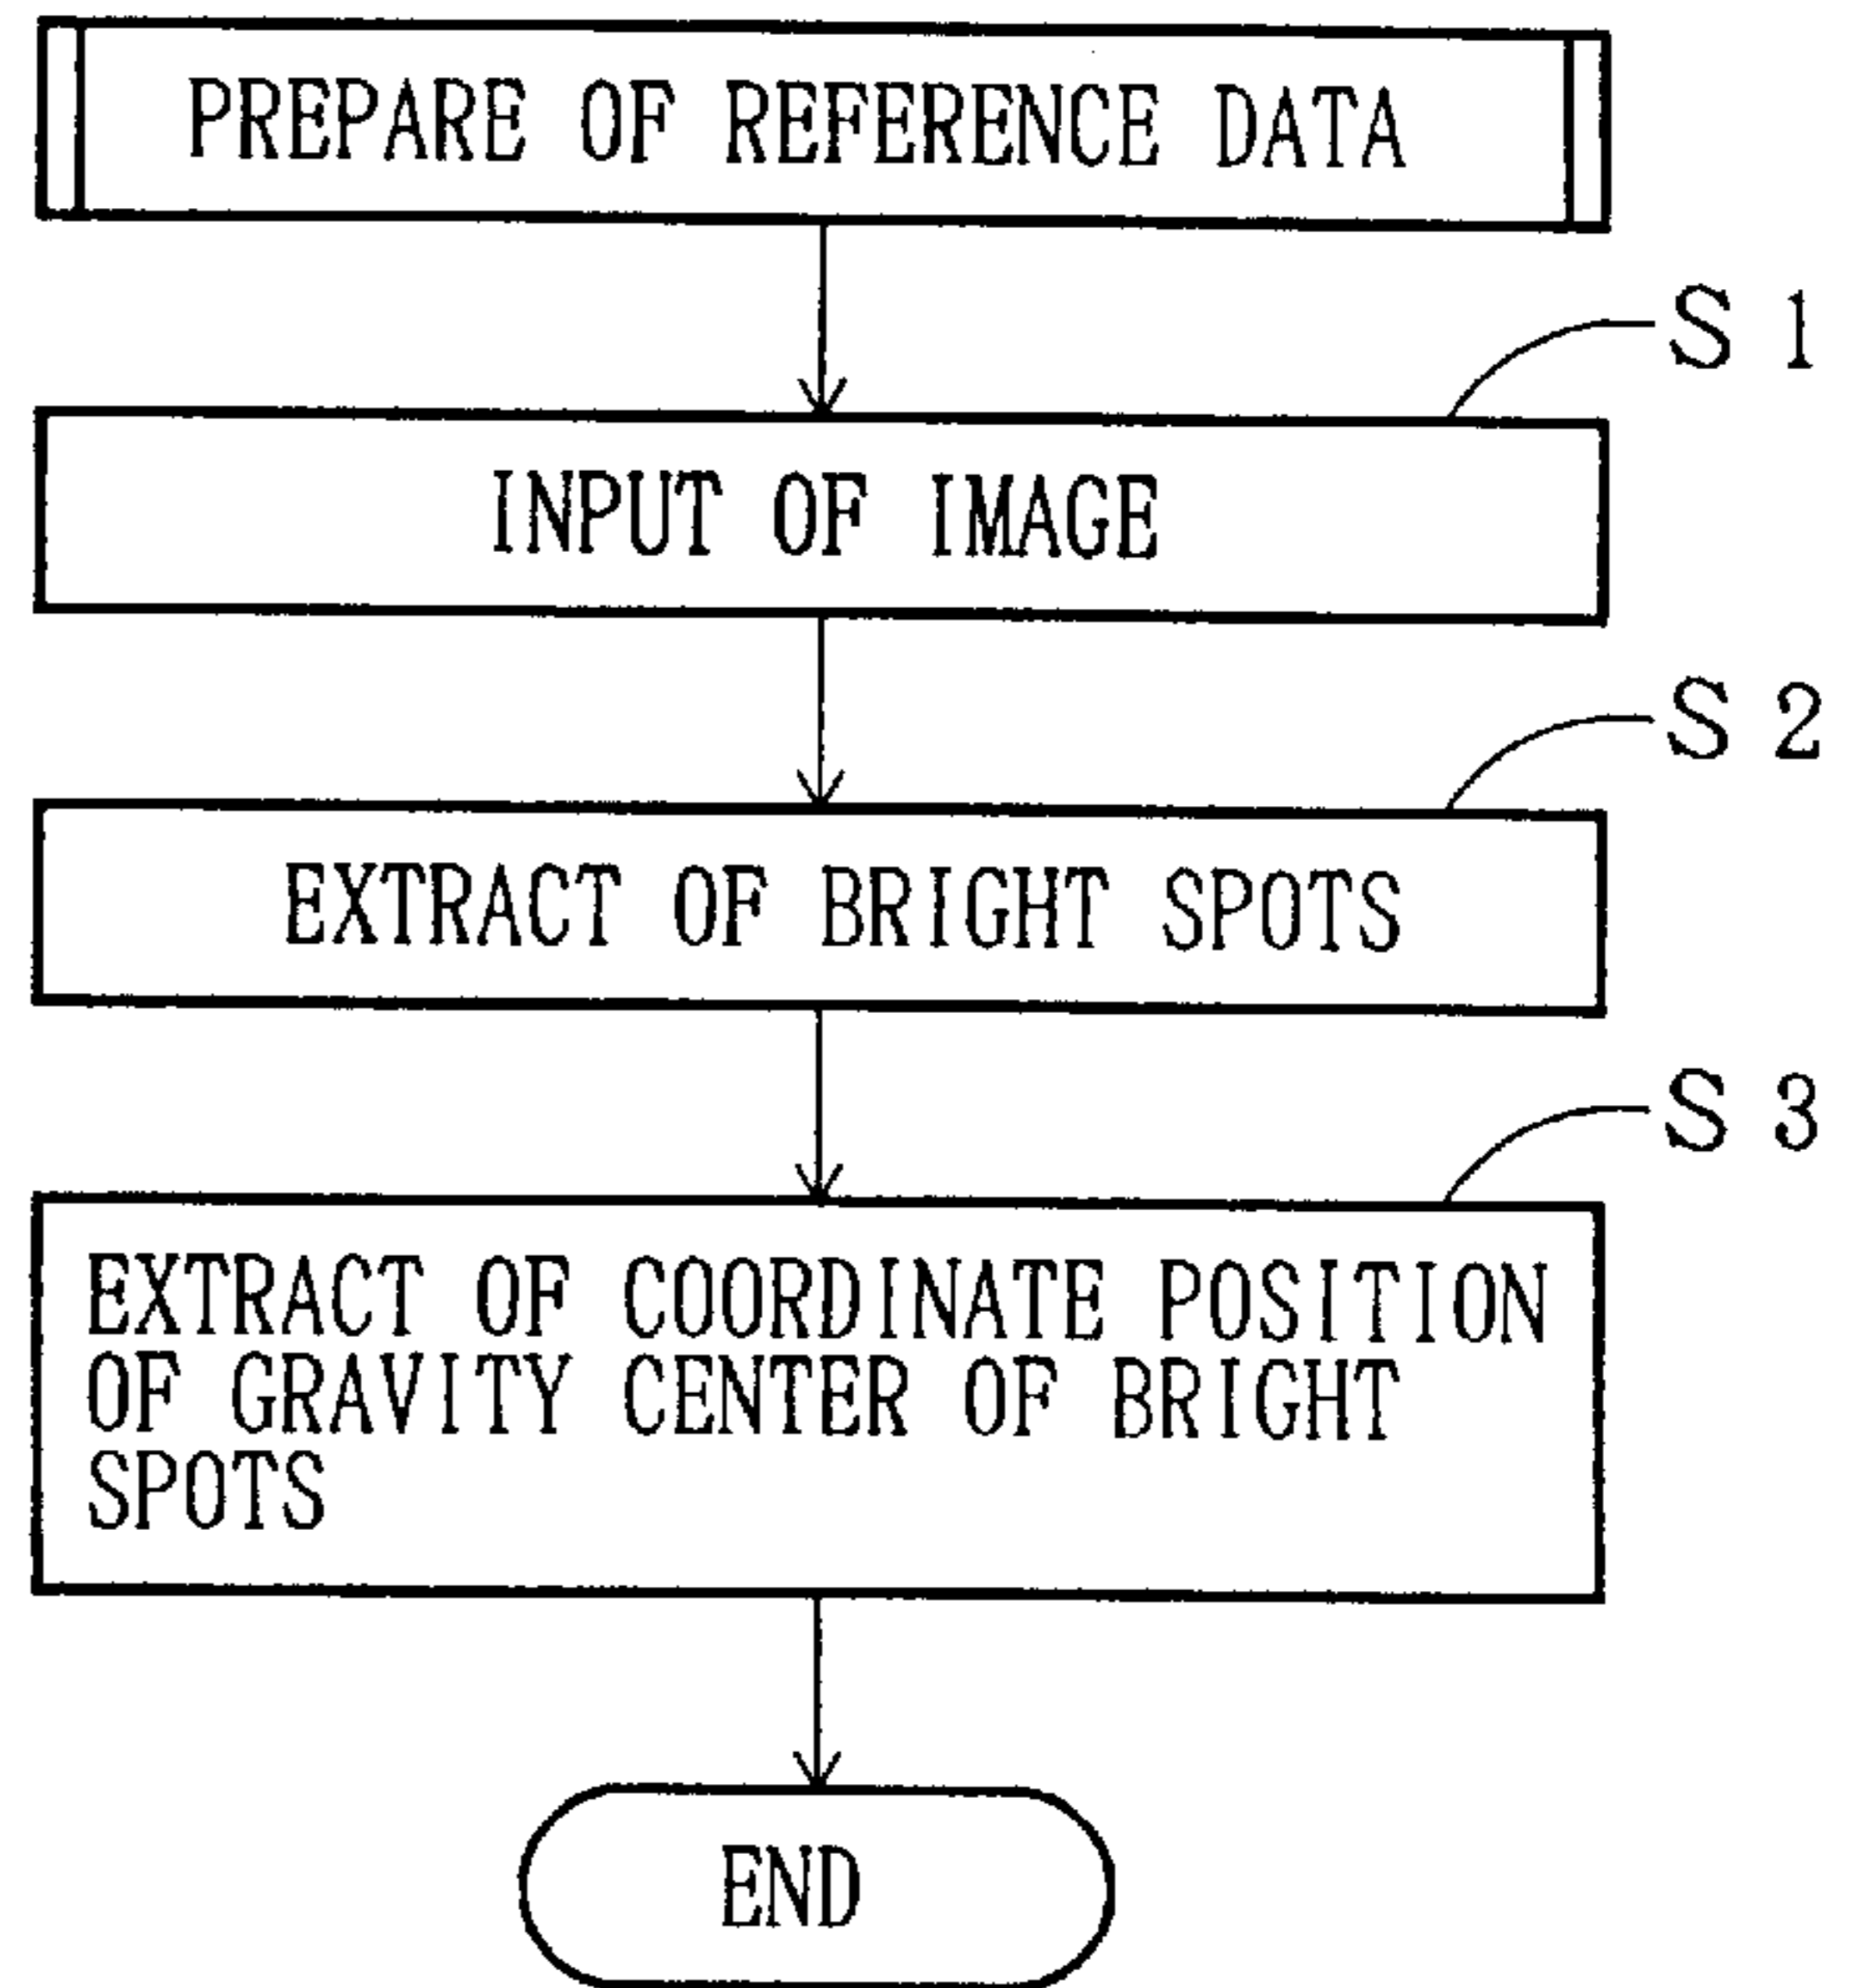 PREPARE OF REFERENCE DATA
S 1
INPUT OF IMAGE
S 2
EXTRACT OF BRIGHT SPOTS
S 3
EXTRACT OF COORDINATE POSITION
OF GRAVITY CENTER OF BRIGHT
SPOTS
END